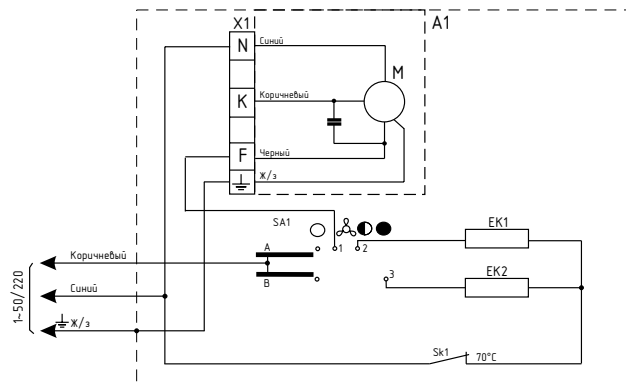 X1
A1
N
Синий
M
K
Коричневый
F
Черный
Ж/з
SA1
EK1
A
1
2
Коричневый
B
3
EK2
Синий
1~50/220
Ж/з
Sk1
70°C